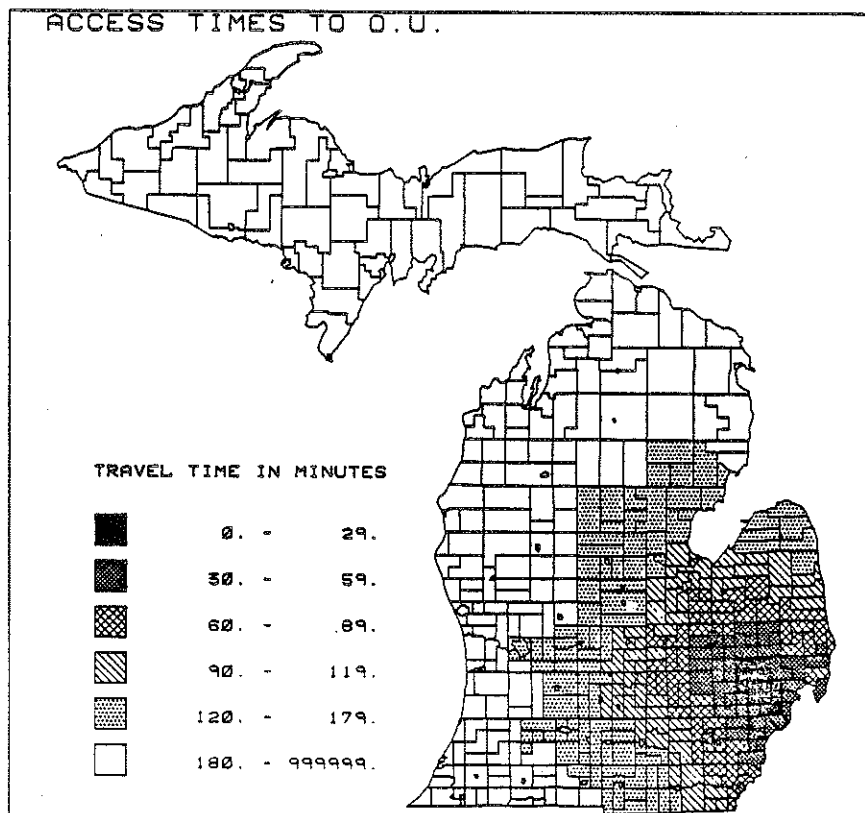 ACCESS TIMES TO O.U.
TRAVEL TIME IN MINUTES
0. - 29.
30. - 59.
60. - 89.
90. - 119.
120. - 179.
180. - 999999.